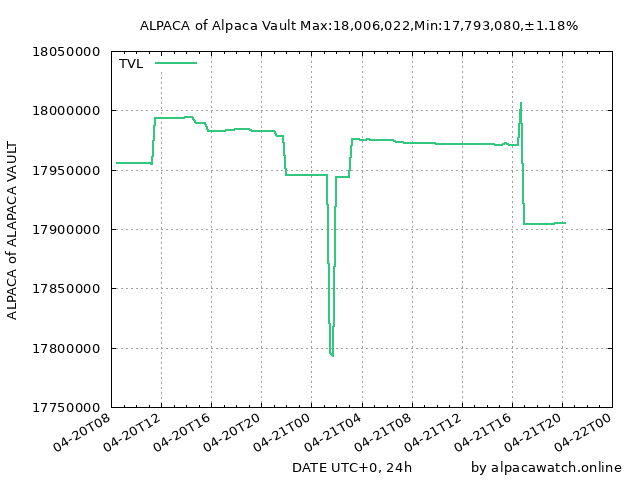 ALPACA of Alpaca Vault Max:18,006,022,Min:17,793,080,±1.18%
TVL
18050000
18000000
17950000
17900000
17850000
17800000
17750000
ALPACA of ALAPACA VAULT
04-20T08
04-20T12
04-20T16
04-20T20
04-21T00
04-21T04
04-21T08
04-21T12
04-21T16
04-21T20
04-22T00
DATE UTC+0, 24h
by alpacawatch.online